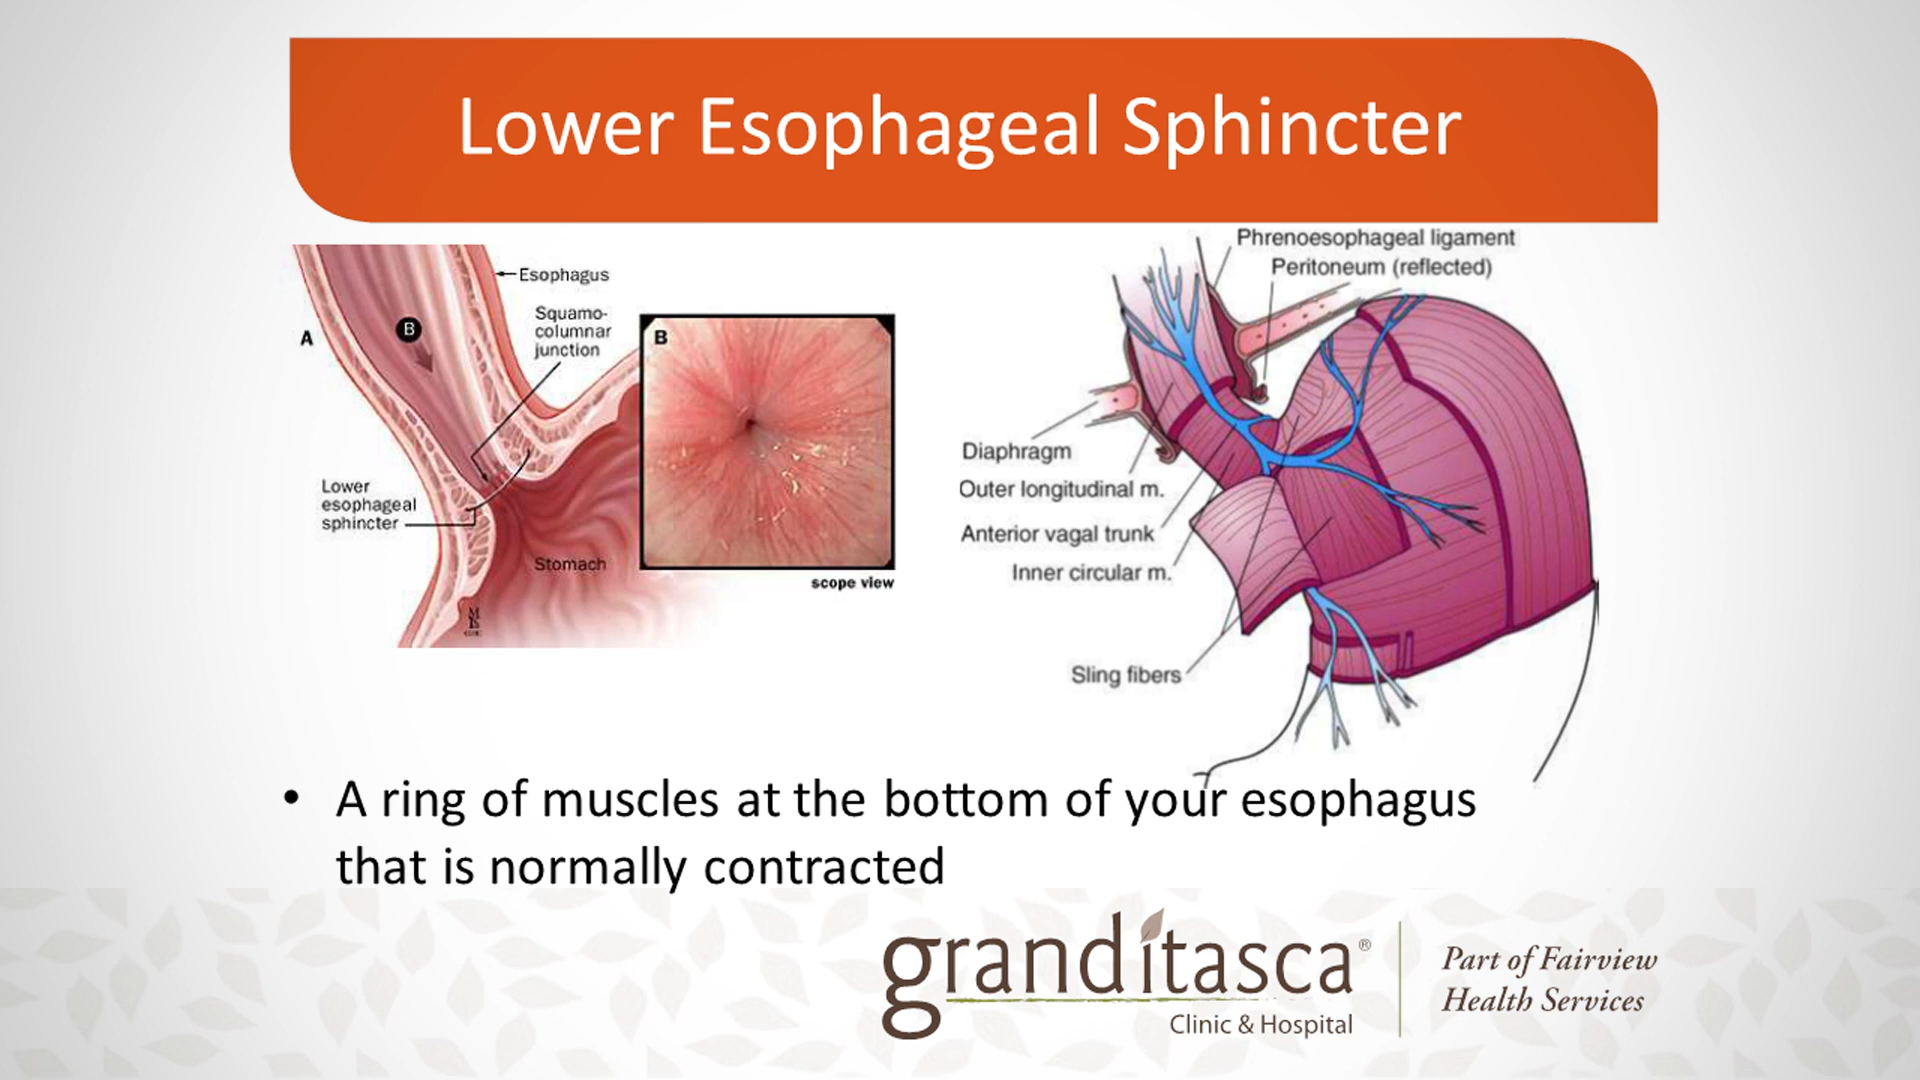 Lower Esophageal Sphincter
A
B
Esophagus
Squamo-
columnar
junction
Lower
esophageal
sphincter
Stomach
B
scope view
Phrenoesophageal ligament
Peritoneum (reflected)
Diaphragm
Outer longitudinal m.
Anterior vagal trunk
Inner circular m.
Sling fibers
• A ring of muscles at the bottom of your esophagus
that is normally contracted
granditasca®
Clinic & Hospital
Part of Fairview
Health Services